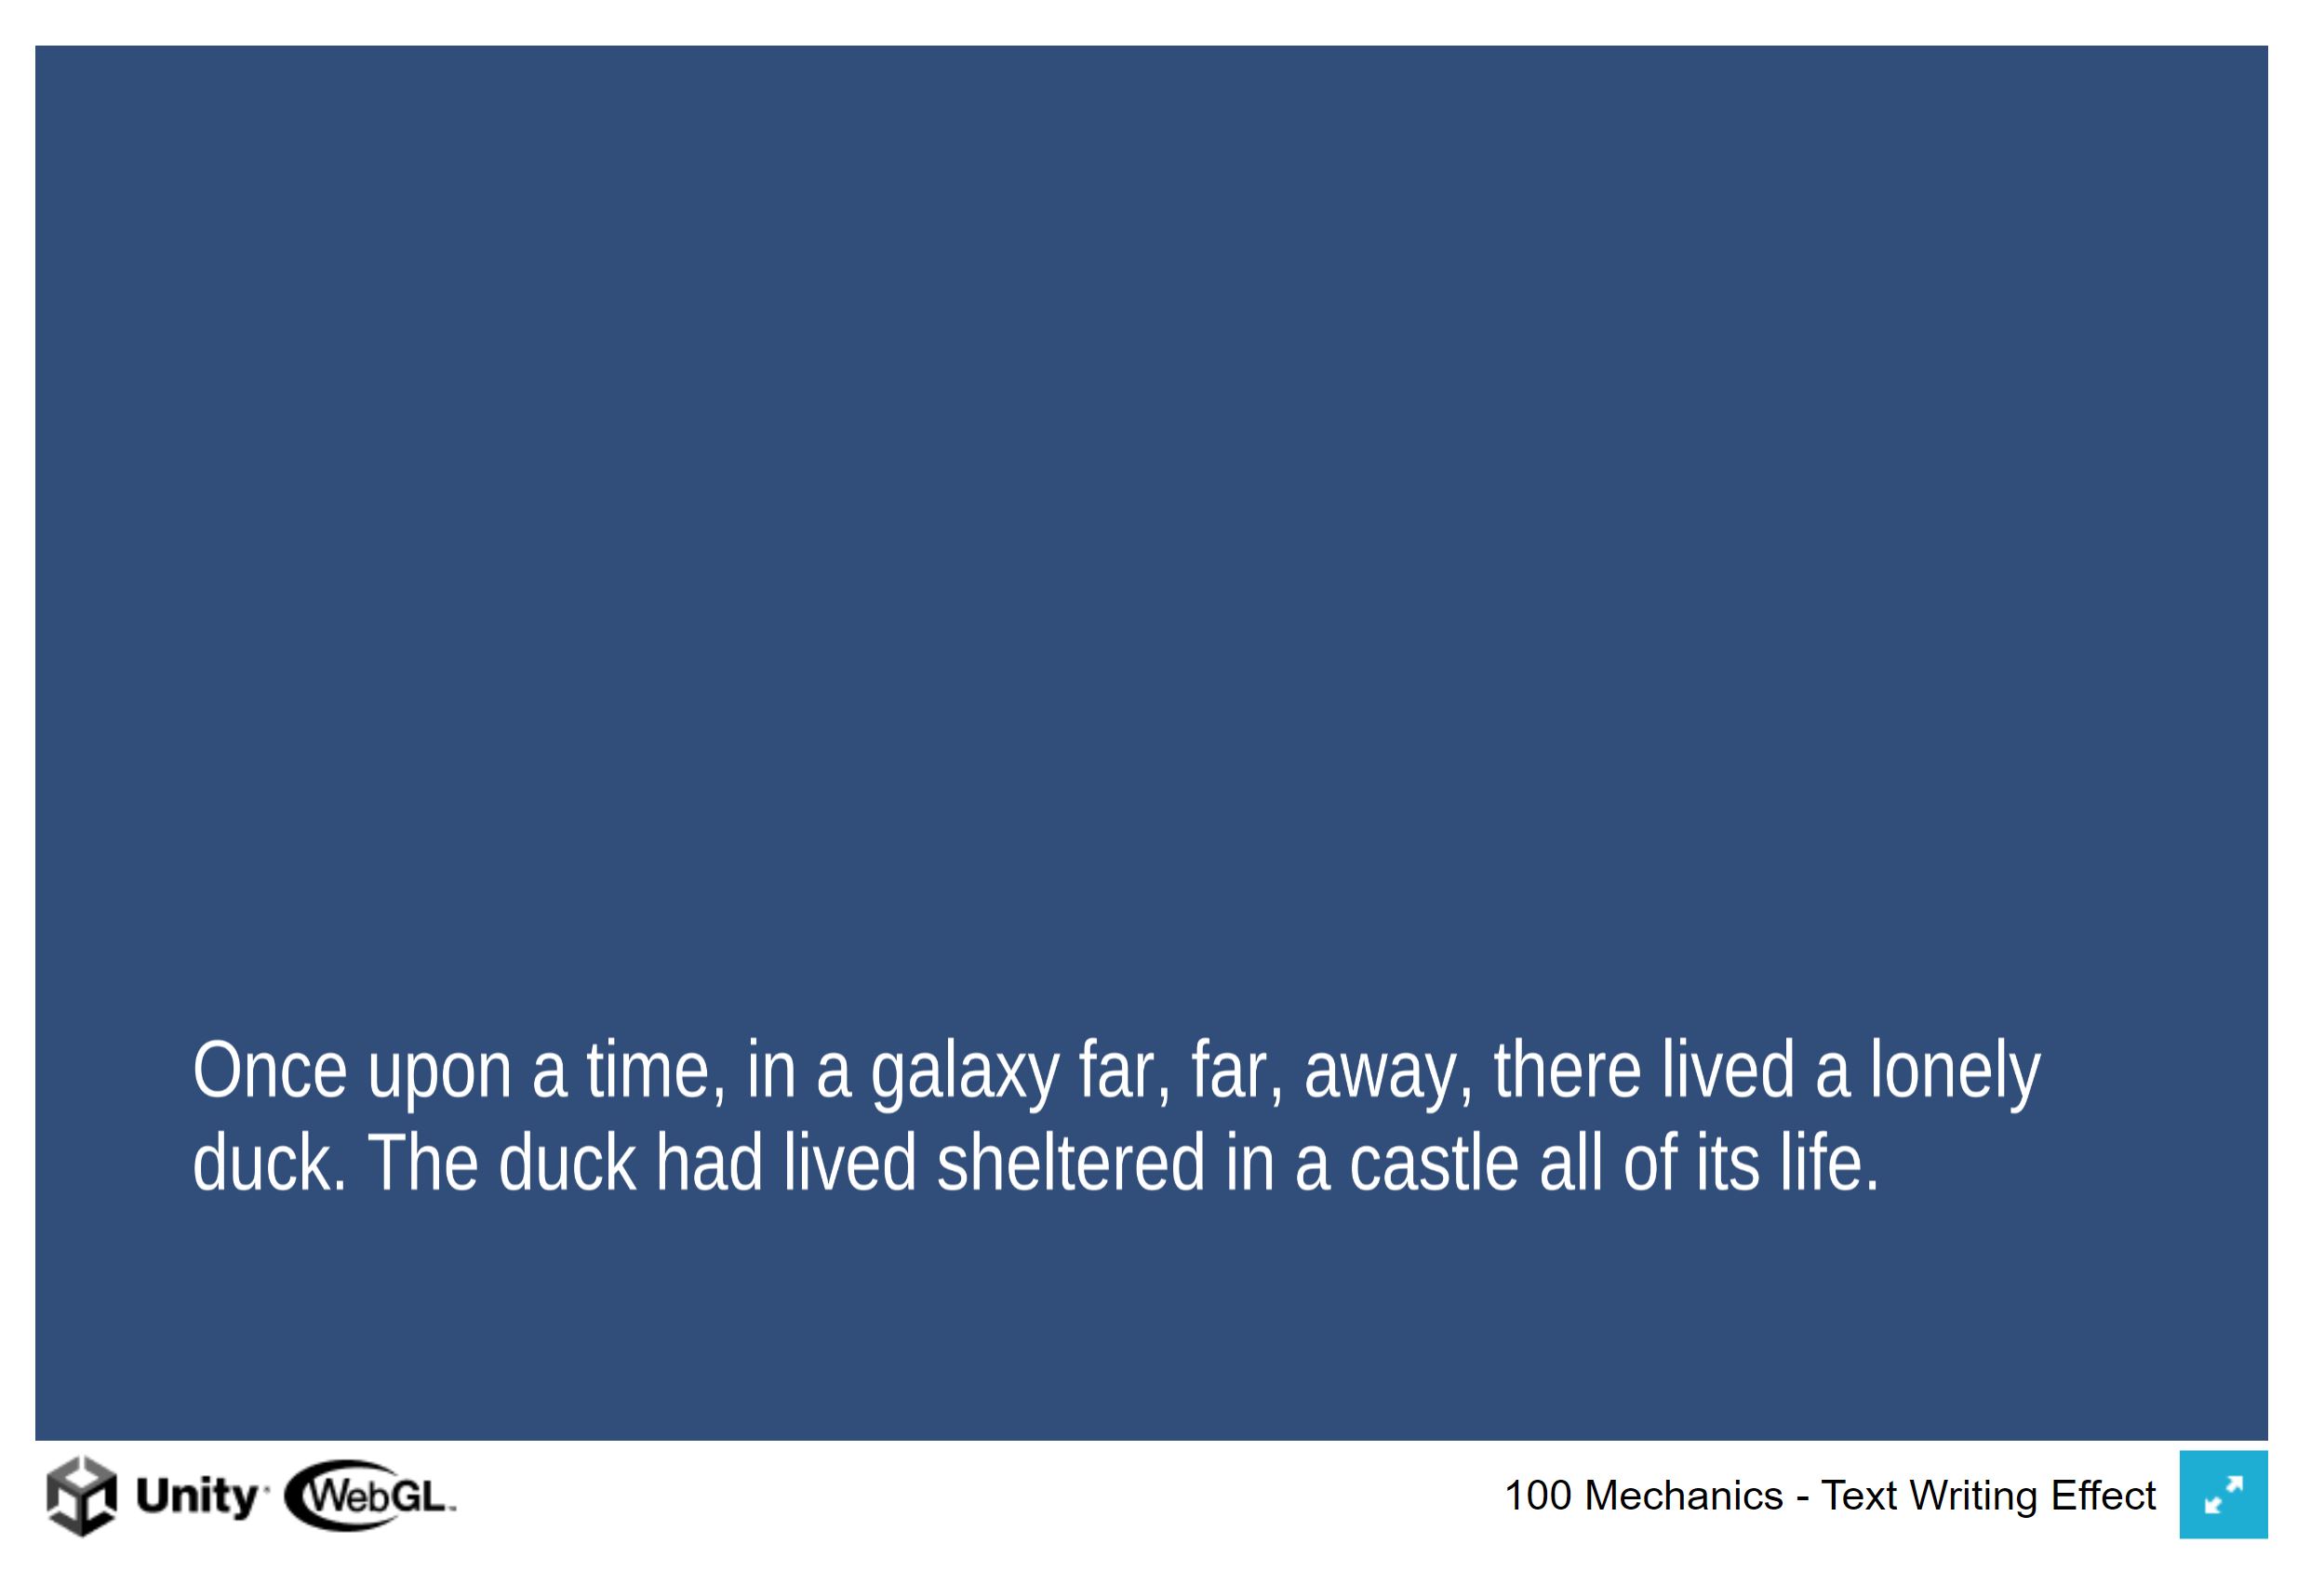 Once upon a time, in a galaxy far, far, away, there lived a lonely
duck. The duck had lived sheltered in a castle all of its life.
Unity WebGL
100 Mechanics - Text Writing Effect